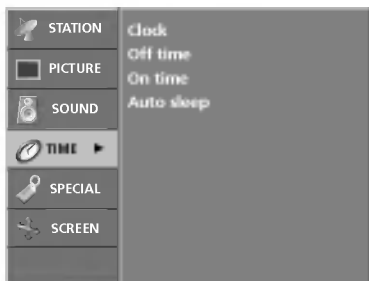 STATION
PICTURE
SOUND
TIME
SPECIAL
SCREEN
Clock
Off time
On time
Auto sleep